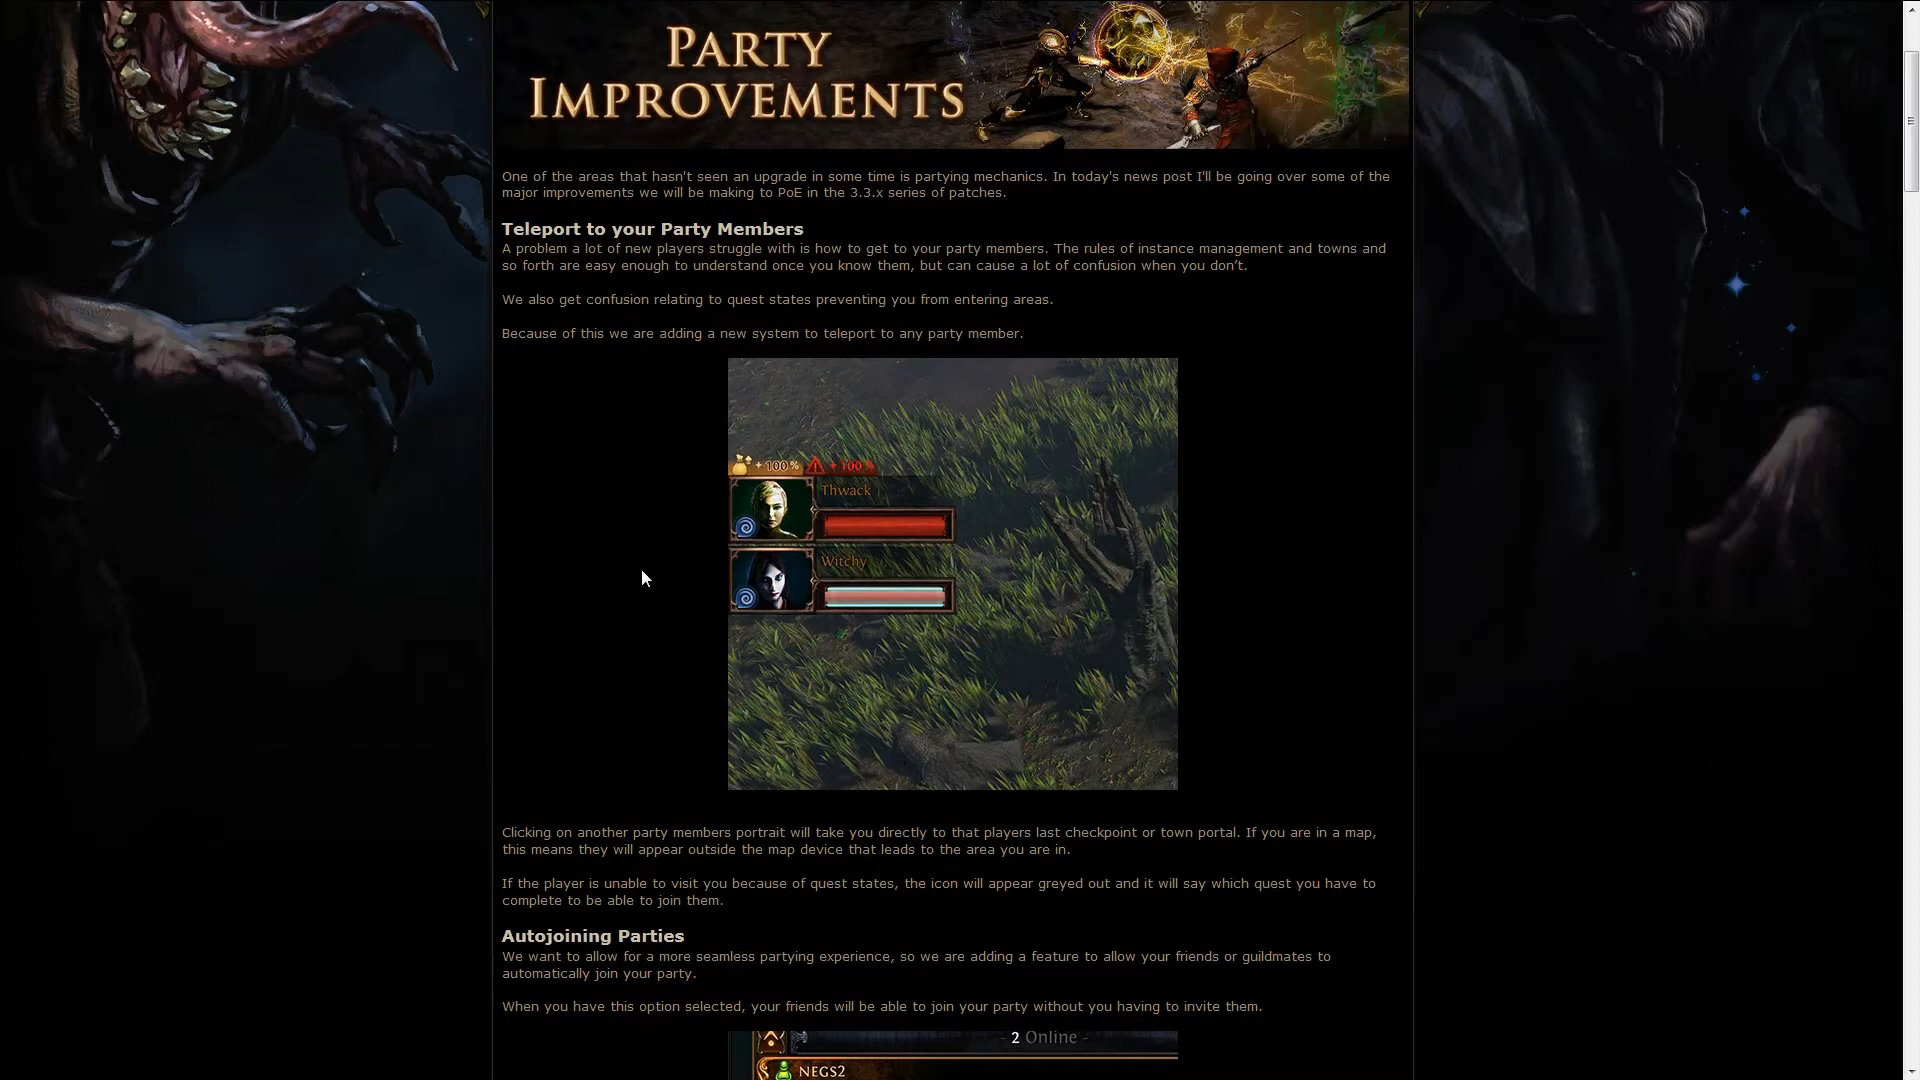 PARTY
IMPROVEMENTS
One of the areas that hasn't seen an upgrade in some time is partying mechanics. In today's news post I'll be going over some of the
major improvements we will be making to PoE in the 3.3.x series of patches.
Teleport to your Party Members
A problem a lot of new players struggle with is how to get to your party members. The rules of instance management and towns and
so forth are easy enough to understand once you know them, but can cause a lot of confusion when you don’t.
We also get confusion relating to quest states preventing you from entering areas.
Because of this we are adding a new system to teleport to any party member.
+100% +100%
Thwack
Witchy
Clicking on another party members portrait will take you directly to that players last checkpoint or town portal. If you are in a map,
this means they will appear outside the map device that leads to the area you are in.
If the player is unable to visit you because of quest states, the icon will appear greyed out and it will say which quest you have to
complete to be able to join them.
Autojoining Parties
We want to allow for a more seamless partying experience, so we are adding a feature to allow your friends or guildmates to
automatically join your party.
When you have this option selected, your friends will be able to join your party without you having to invite them.
- 2 Online -
NEGS2